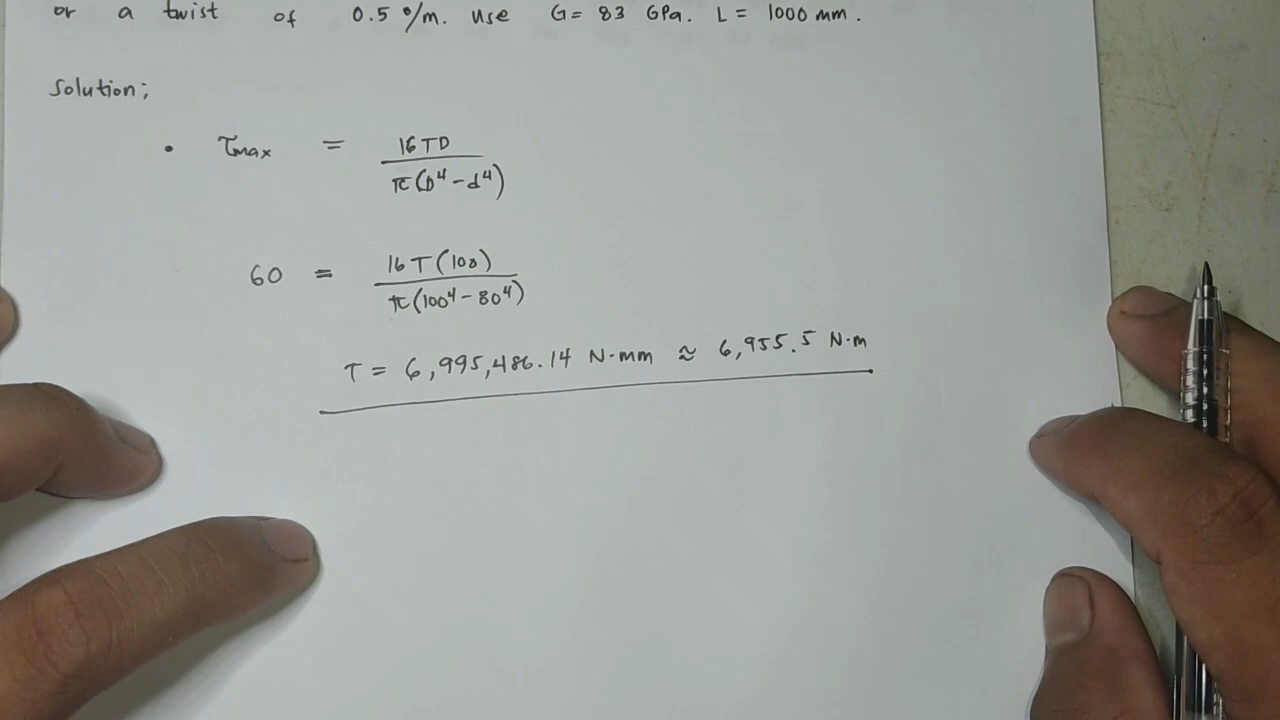 or a twist of 0.5 °/m. use G= 83 GPa. L = 1000 mm.
Solution;
• τmax = 16TD / π(D⁴-d⁴)
60 = 16T(100) / π(100⁴-80⁴)
T = 6,995,486.14 N·mm ≈ 6,955.5 N·m